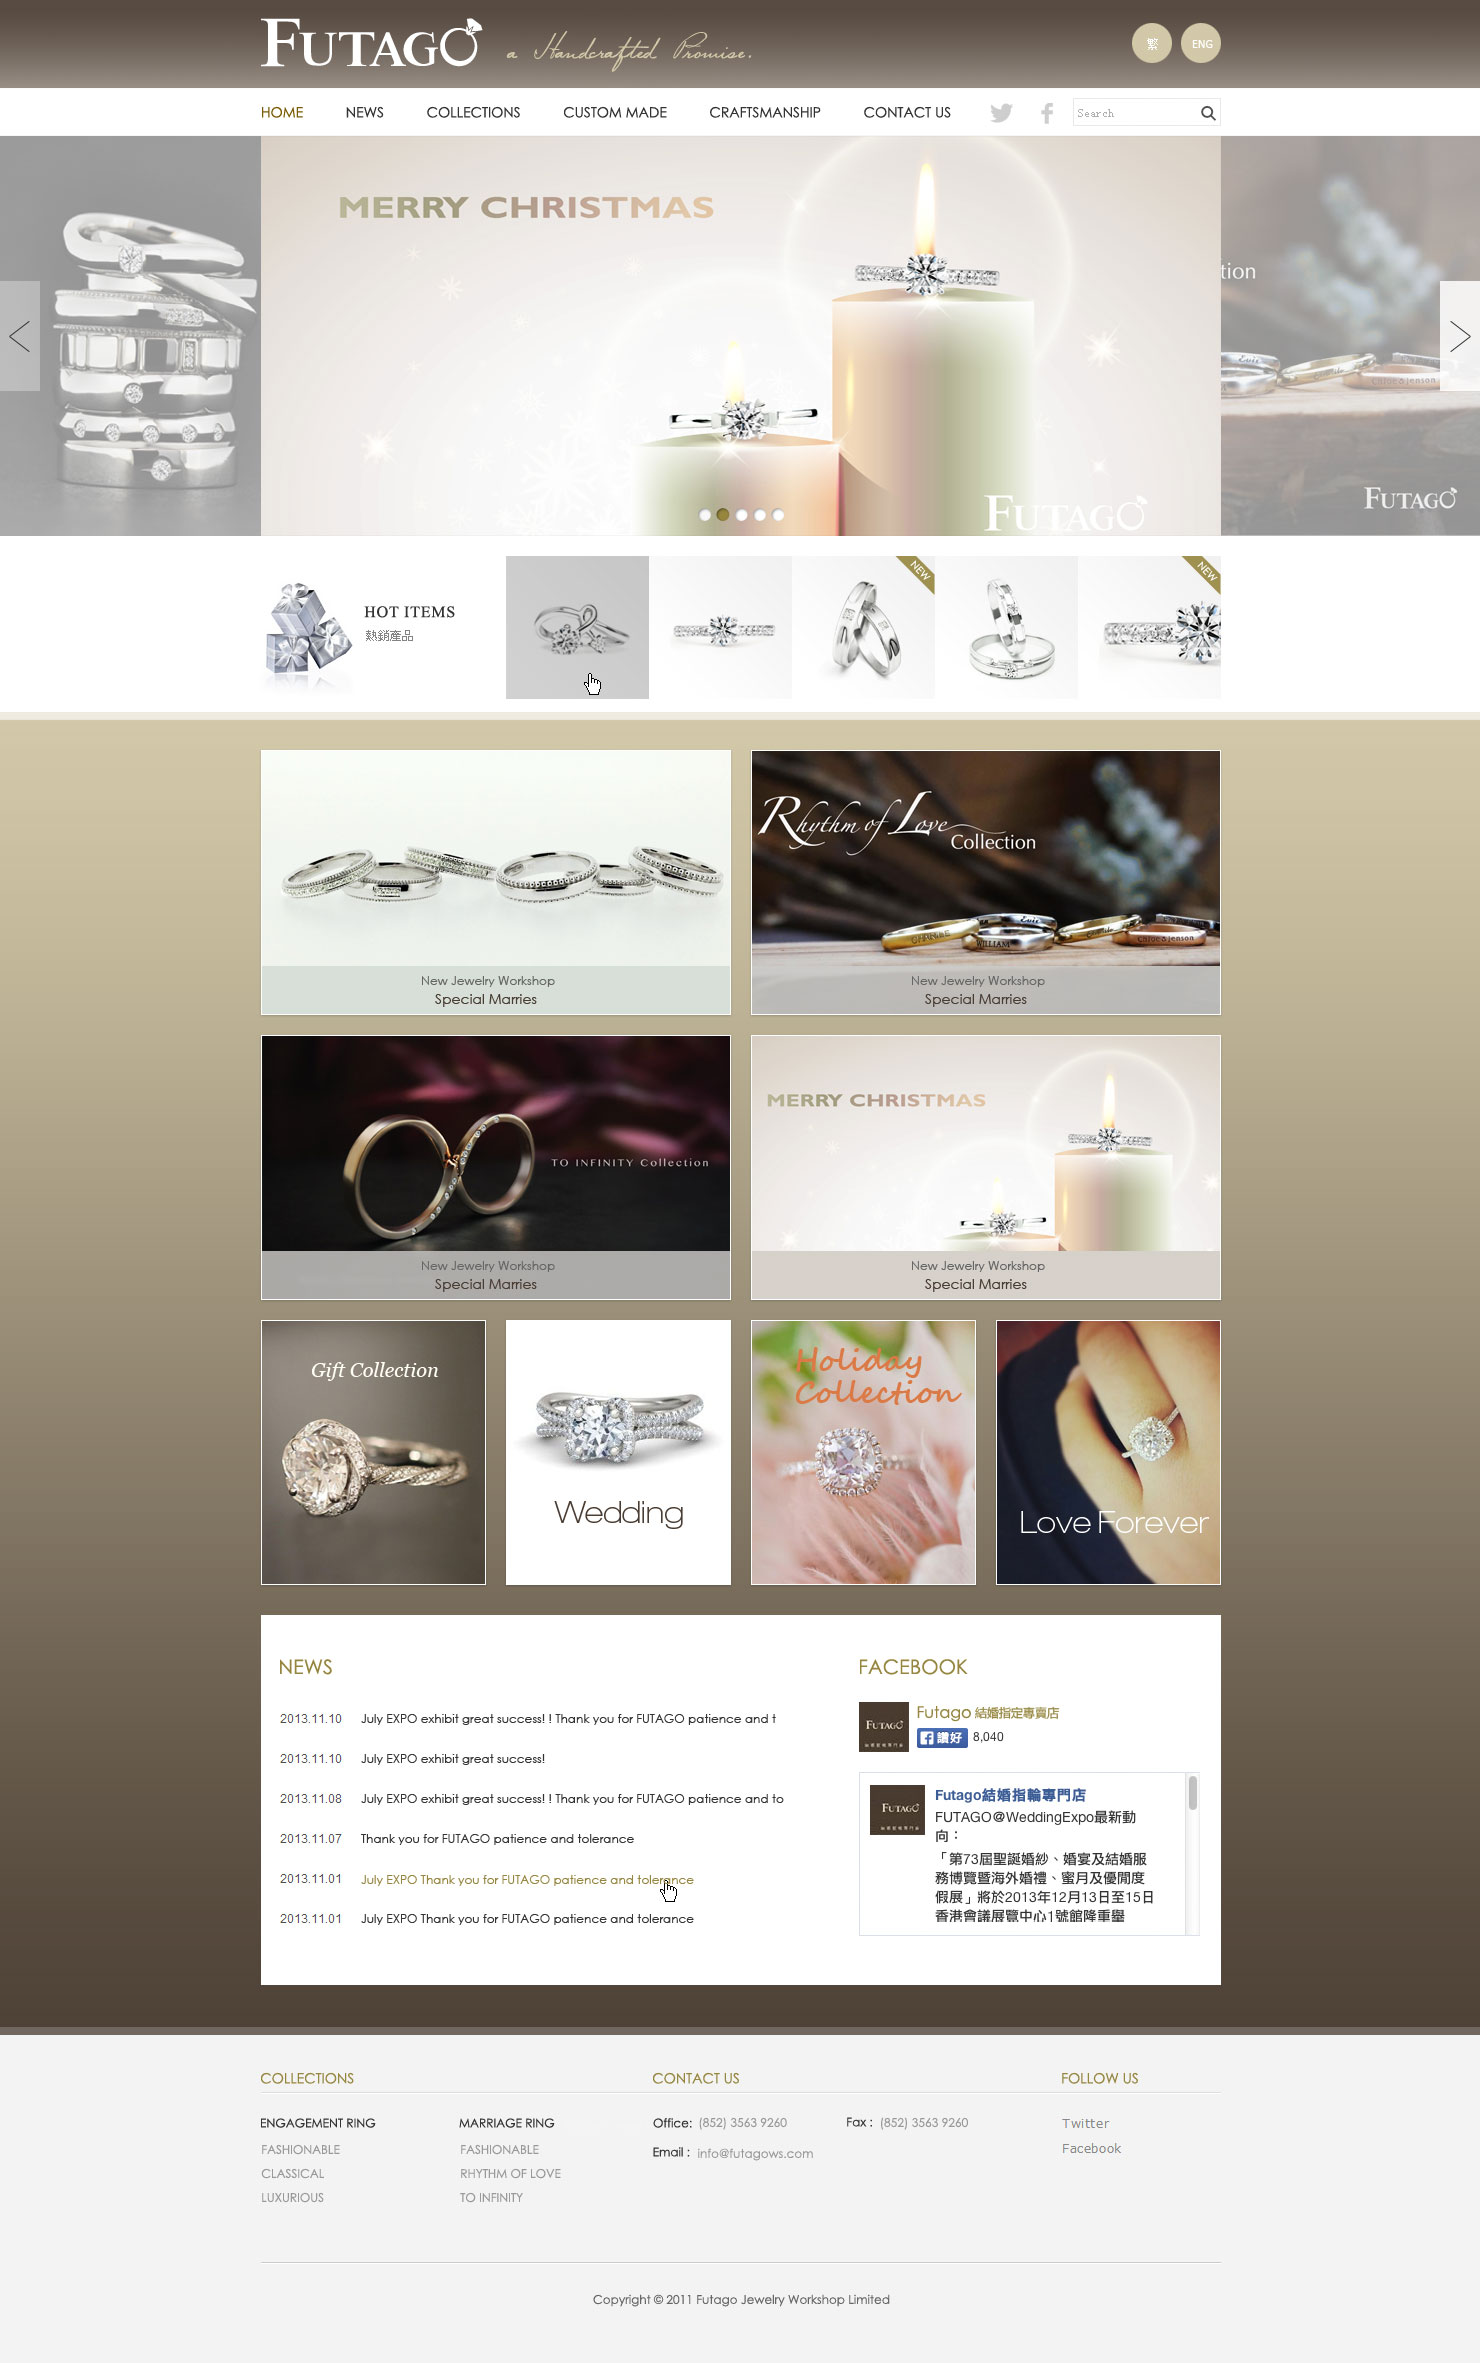 FUTAGO
a Handcrafted Promise.
繁
ENG
HOME
NEWS
COLLECTIONS
CUSTOM MADE
CRAFTSMANSHIP
CONTACT US
Search
MERRY CHRISTMAS
tion
Evie
Chloe & Jenson
FUTAGO
FUTAGO
HOT ITEMS
熱銷產品
NEW
NEW
Rhythm of Love
Collection
Evie
CHARLIE
WILLIAM
Chloe & Jenson
New Jewelry Workshop
Special Marries
New Jewelry Workshop
Special Marries
TO INFINITY Collection
MERRY CHRISTMAS
New Jewelry Workshop
Special Marries
New Jewelry Workshop
Special Marries
Gift Collection
Wedding
Holiday
Collection
Love Forever
NEWS
2013.11.10 July EXPO exhibit great success! ! Thank you for FUTAGO patience and t
2013.11.10 July EXPO exhibit great success!
2013.11.08 July EXPO exhibit great success! ! Thank you for FUTAGO patience and to
2013.11.07 Thank you for FUTAGO patience and tolerance
2013.11.01 July EXPO Thank you for FUTAGO patience and tolerance
2013.11.01 July EXPO Thank you for FUTAGO patience and tolerance
FACEBOOK
FUTAGO
Futago 結婚指定專賣店
讚好 8,040
FUTAGO
Futago結婚指輪專門店
FUTAGO@WeddingExpo最新動
向：
「第73屆聖誕婚紗、婚宴及結婚服
務博覽暨海外婚禮、蜜月及優閒度
假展」將於2013年12月13日至15日
香港會議展覽中心1號館隆重舉
COLLECTIONS
ENGAGEMENT RING
FASHIONABLE
CLASSICAL
LUXURIOUS
MARRIAGE RING
FASHIONABLE
RHYTHM OF LOVE
TO INFINITY
CONTACT US
Office: (852) 3563 9260
Fax : (852) 3563 9260
Email : info@futagows.com
FOLLOW US
Twitter
Facebook
Copyright © 2011 Futago Jewelry Workshop Limited